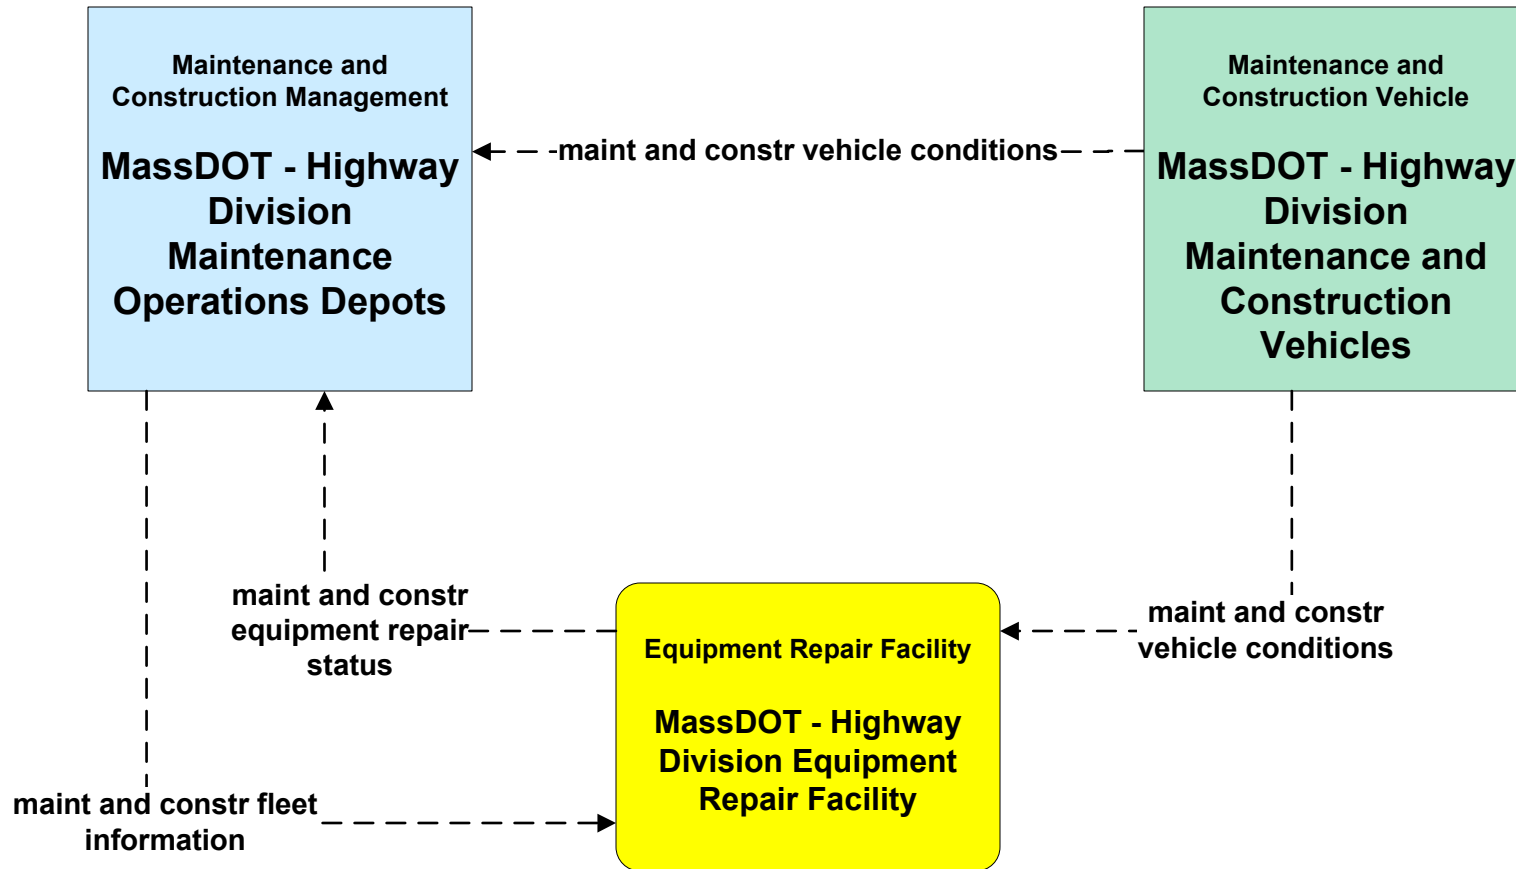 Maintenance and
Construction Management
MassDOT - Highway
Division
Maintenance
Operations Depots
maint and constr vehicle conditions
Maintenance and
Construction Vehicle
MassDOT - Highway
Division
Maintenance and
Construction
Vehicles
maint and constr
equipment repair
status
Equipment Repair Facility
MassDOT - Highway
Division Equipment
Repair Facility
maint and constr
vehicle conditions
maint and constr fleet
information